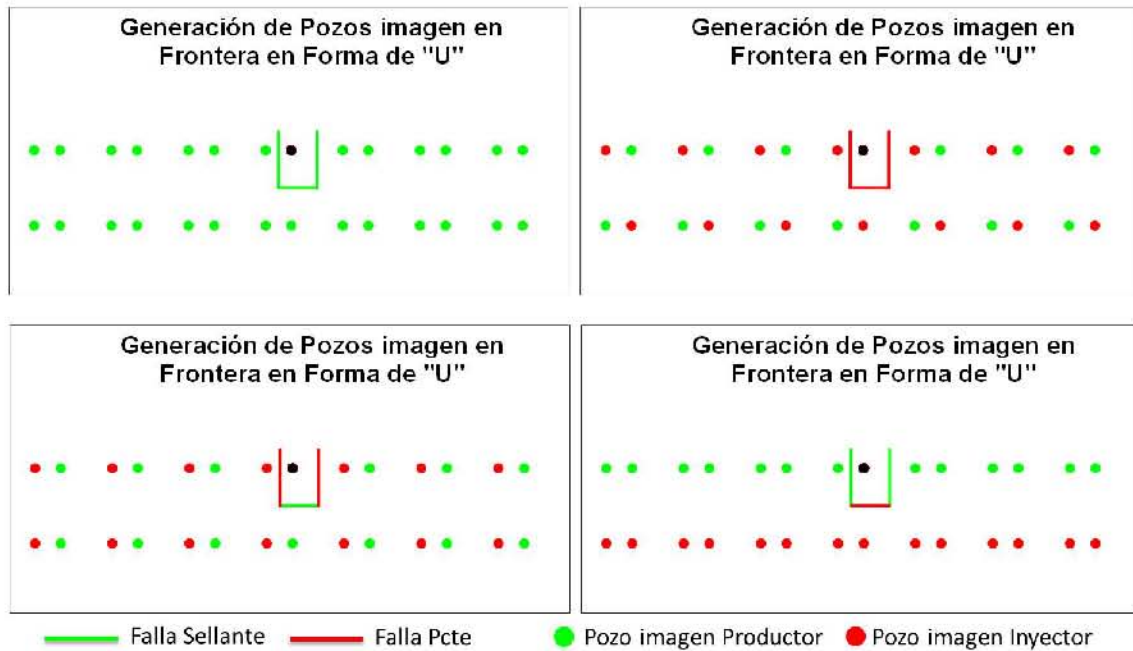 Generación de Pozos imagen en
Frontera en Forma de "U"
Generación de Pozos imagen en
Frontera en Forma de "U"
Generación de Pozos imagen en
Frontera en Forma de "U"
Generación de Pozos imagen en
Frontera en Forma de "U"
Falla Sellante
Falla Pcte
Pozo imagen Productor
Pozo imagen Inyector